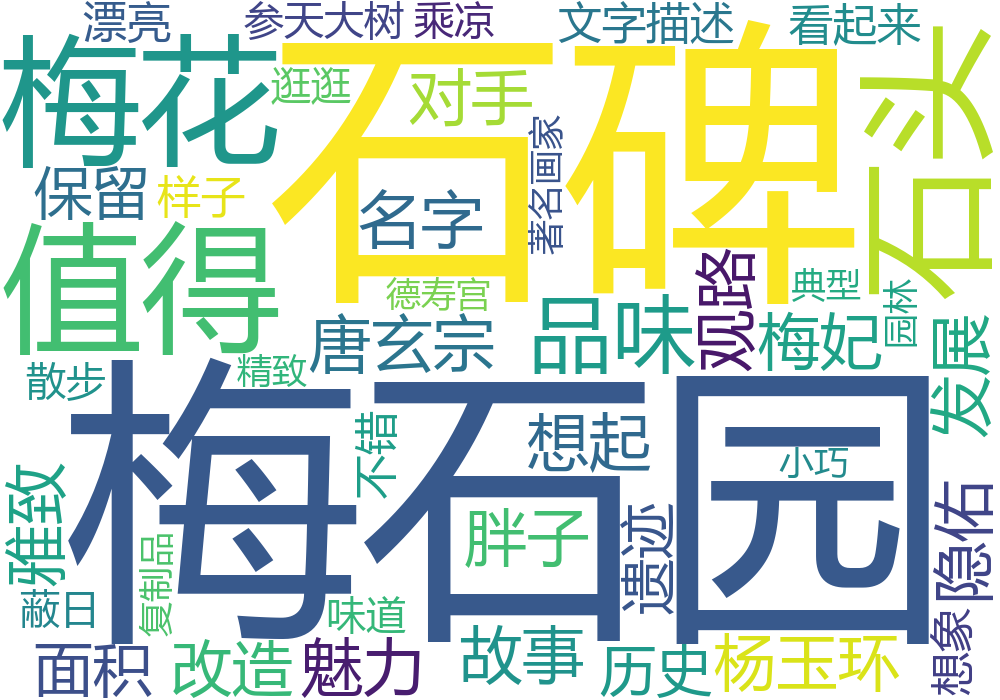 漂亮
参天大树
乘凉
文字描述
看起来
梅花
石碑
石头
逛逛
对手
著名画家
保留
样子
名字
值得
德寿宫
观路
典型
园林
唐玄宗
品味
梅妃
发展
散步
精致
梅石园
不错
想起
小巧
雅致
胖子
遗迹
隐佑
复制品
蔽日
味道
想象
面积
改造
魅力
故事
历史
杨玉环